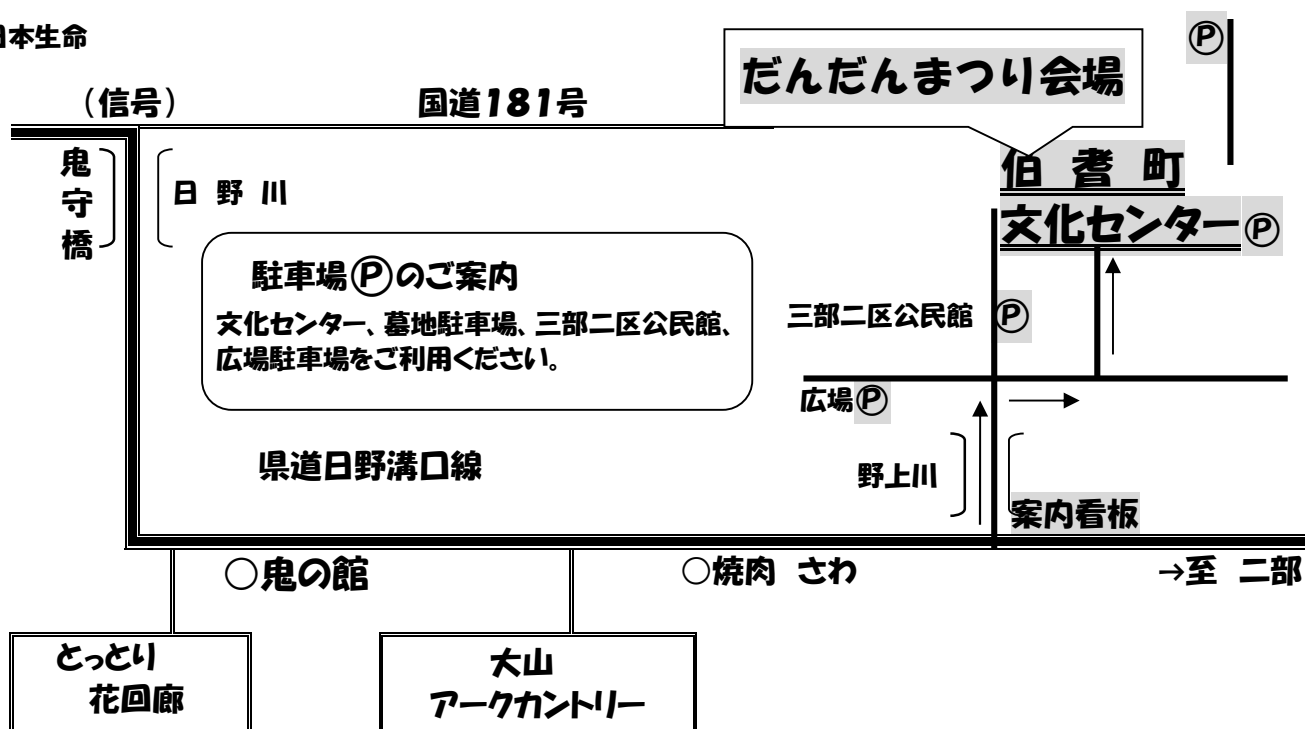 日本生命
Ⓟ
だんだんまつり会場
（信号）
国道181号
鬼守橋
日野川
伯耆町
文化センターⓅ
駐車場Ⓟのご案内
文化センター、墓地駐車場、三部二区公民館、
広場駐車場をご利用ください。
三部二区公民館 Ⓟ
広場Ⓟ
県道日野溝口線
野上川
案内看板
○鬼の館
○焼肉 さわ
→至 二部
とっとり
花回廊
大山
アークカントリー